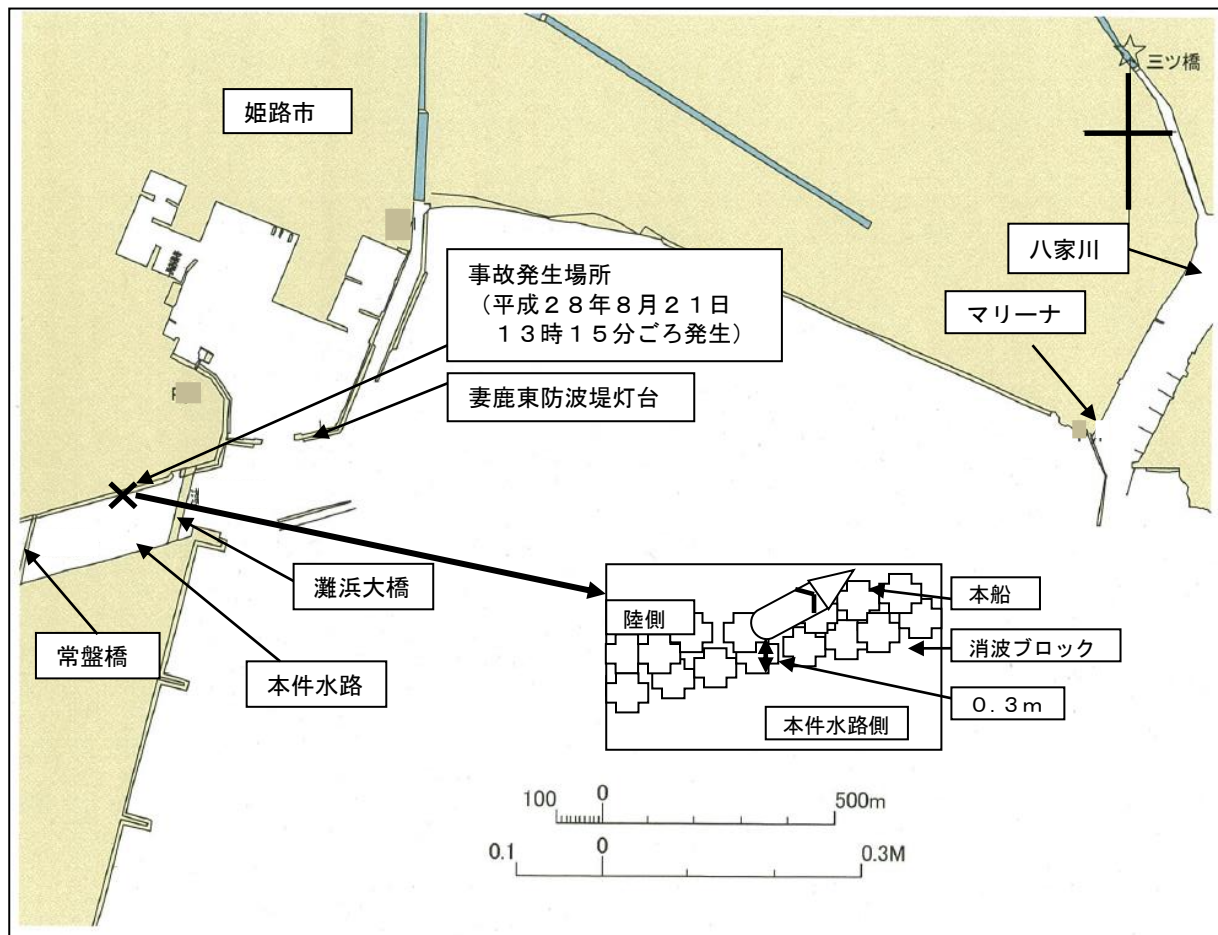 三ツ橋
姫路市
八家川
事故発生場所
（平成２８年８月２１日
１３時１５分ごろ発生）
マリーナ
妻鹿東防波堤灯台
灘浜大橋
常盤橋
本件水路
陸側
本船
消波ブロック
０．３ｍ
本件水路側
100 0 500m
0.1 0 0.3M